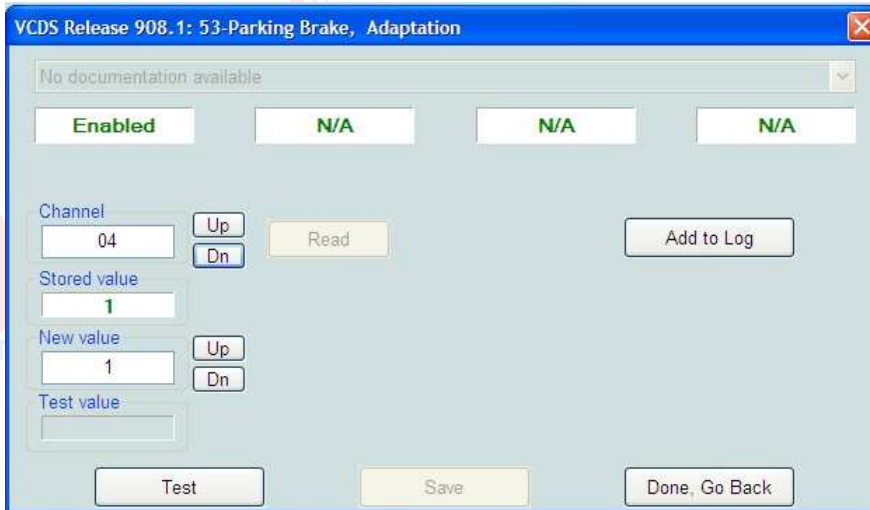 VCDS Release 908.1: 53-Parking Brake, Adaptation
No documentation available
Enabled N/A N/A N/A
Channel
04 Up Read Add to Log
Dn
Stored value
1
New value
1 Up
Dn
Test value
Test Save Done, Go Back